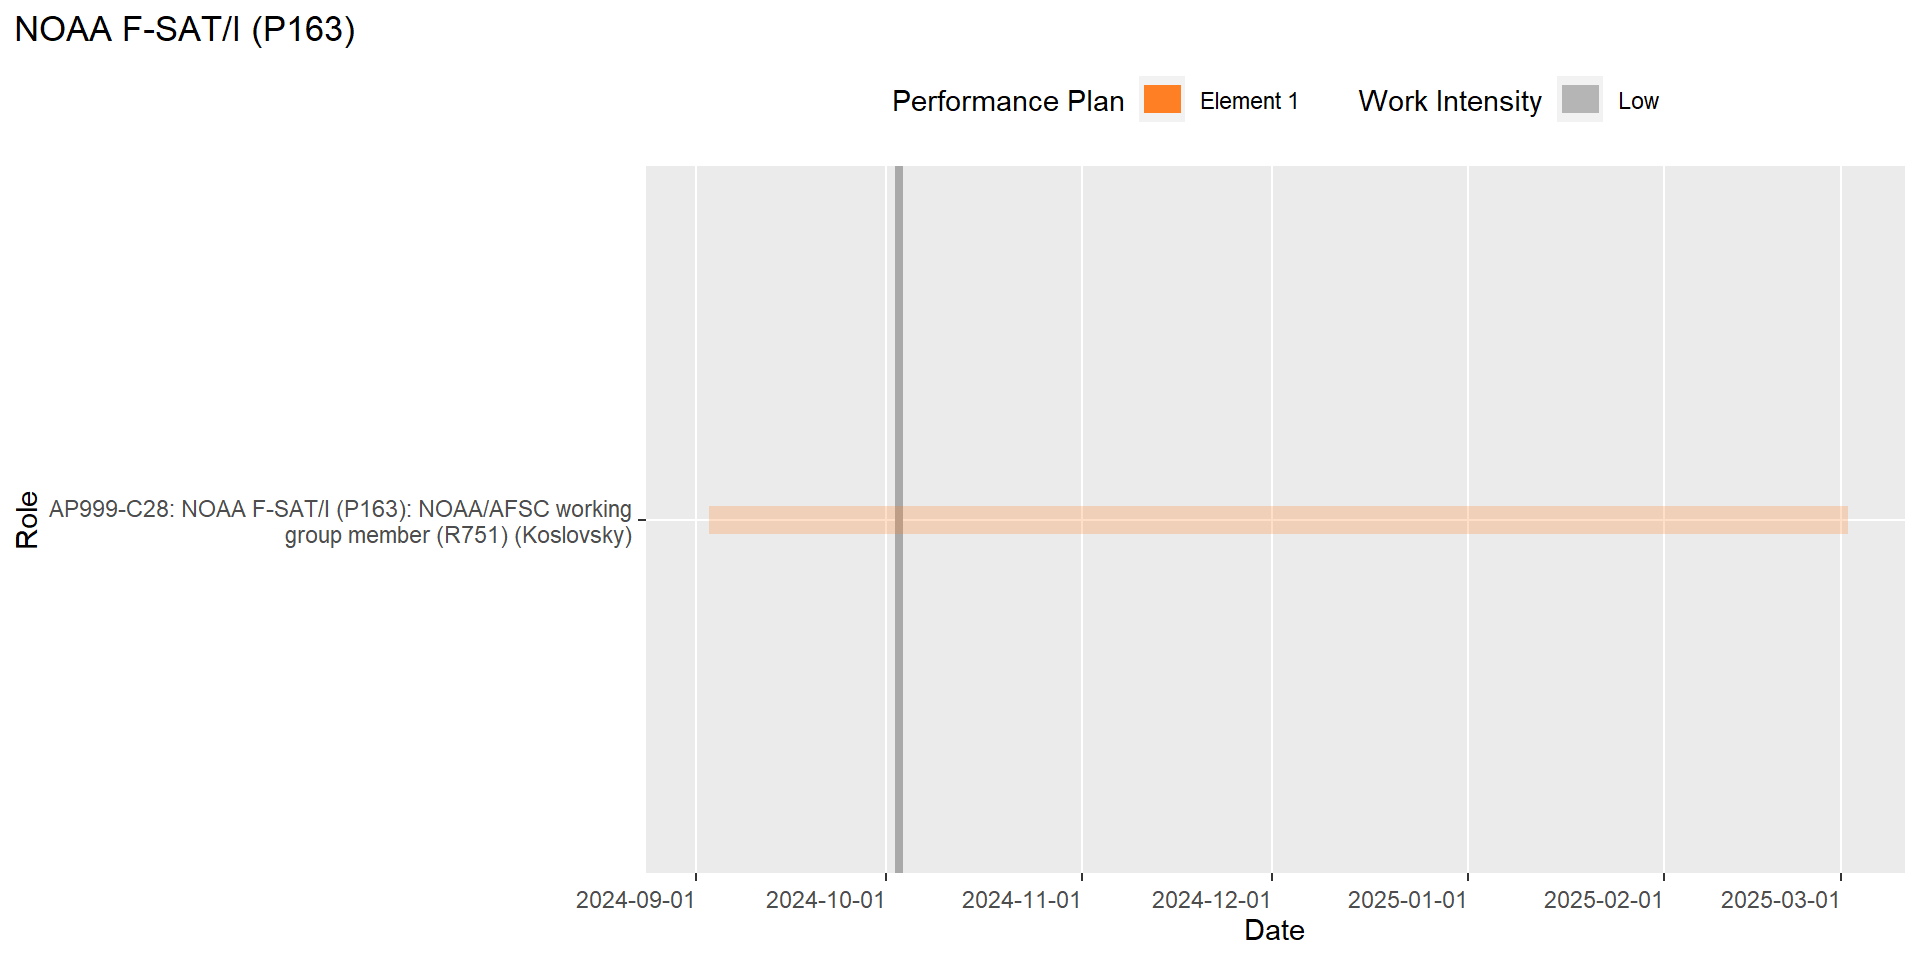 NOAA F-SAT/I (P163)
Performance Plan Element 1 Work Intensity Low
Role
AP999-C28: NOAA F-SAT/I (P163): NOAA/AFSC working
group member (R751) (Koslovsky)
2024-09-01 2024-10-01 2024-11-01 2024-12-01 2025-01-01 2025-02-01 2025-03-01
Date